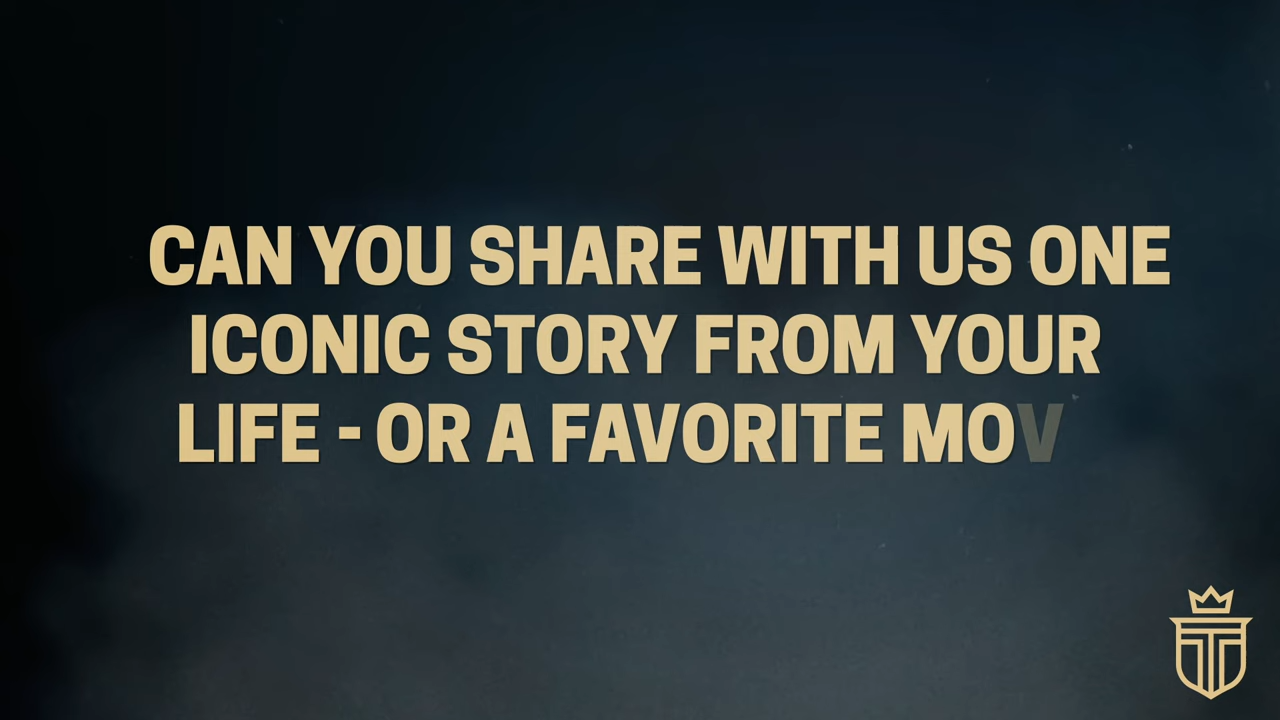 CAN YOU SHARE WITH US ONE
ICONIC STORY FROM YOUR
LIFE - OR A FAVORITE MOV